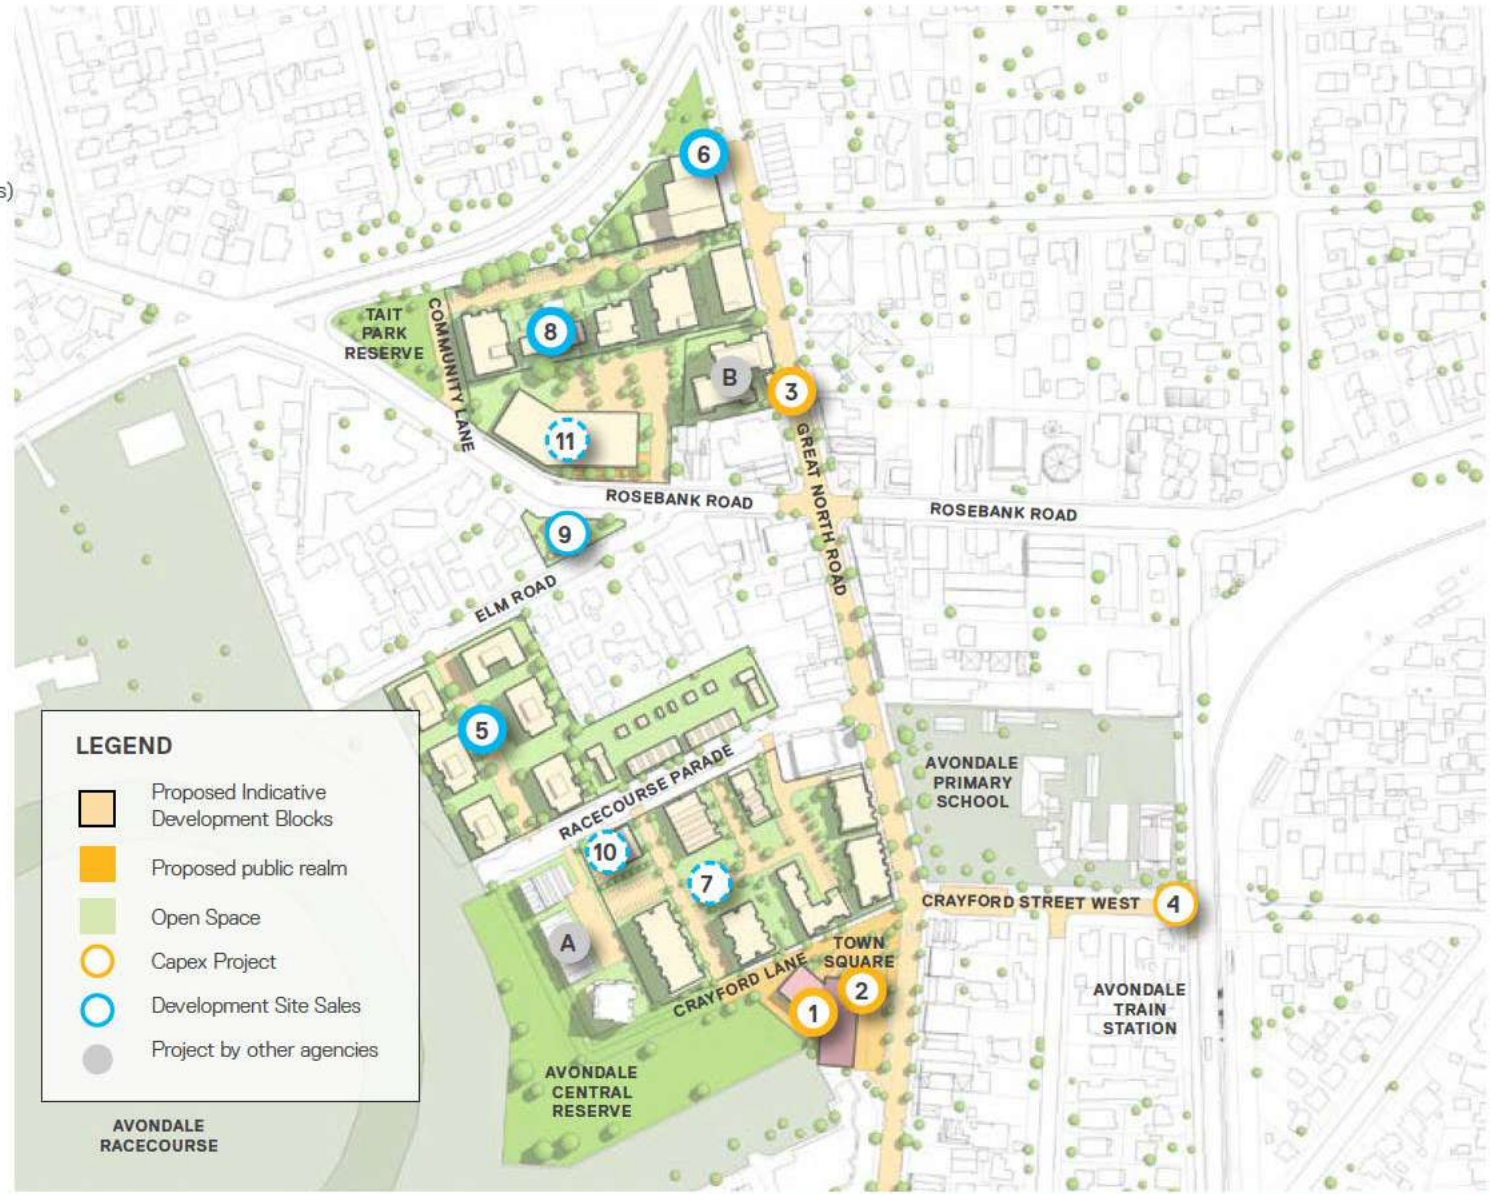 s)
6
TAIT
PARK
RESERVE
COMMUNITY LANE
8
B
3
11
GREAT NORTH ROAD
ROSEBANK ROAD
ROSEBANK ROAD
9
ELM ROAD
5
RACECOURSE PARADE
10
7
AVONDALE
PRIMARY
SCHOOL
CRAYFORD STREET WEST
4
A
TOWN
SQUARE
CRAYFORD LANE
2
1
AVONDALE
TRAIN
STATION
AVONDALE
CENTRAL
RESERVE
LEGEND
Proposed Indicative
Development Blocks
Proposed public realm
Open Space
Capex Project
Development Site Sales
Project by other agencies
AVONDALE
RACECOURSE